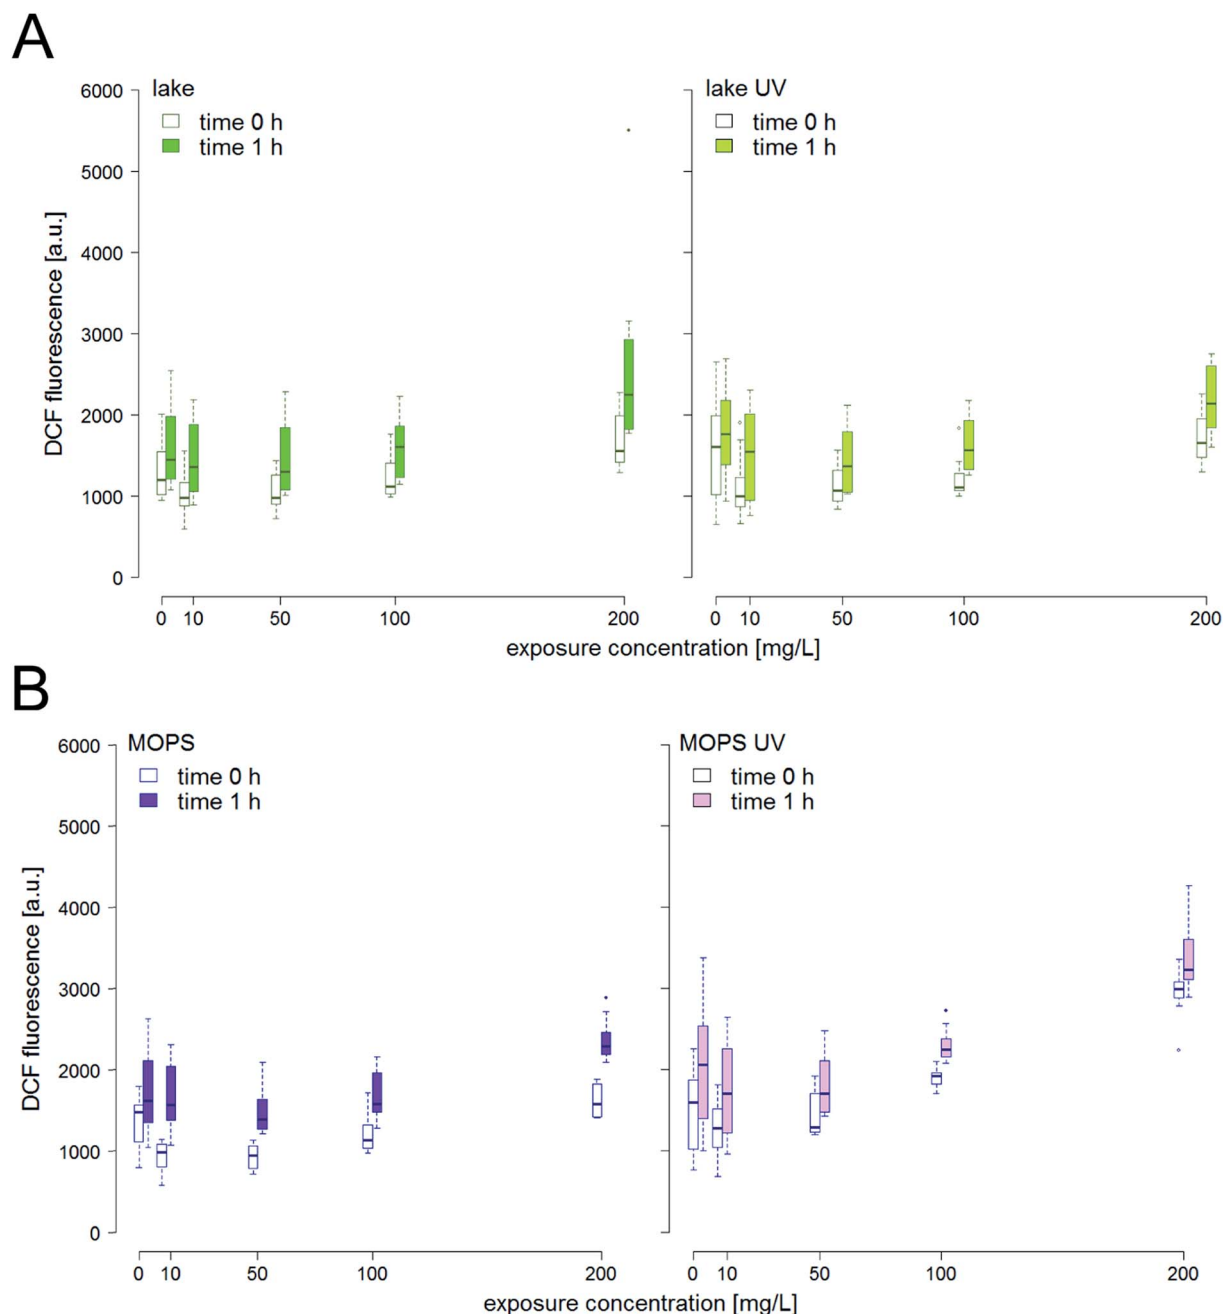 A
lake
time 0 h
time 1 h
6000
5000
4000
3000
2000
1000
0
DCF fluorescence [a.u.]
0 10 50 100 200
lake UV
time 0 h
time 1 h
0 10 50 100 200
exposure concentration [mg/L]
B
MOPS
time 0 h
time 1 h
6000
5000
4000
3000
2000
1000
0
DCF fluorescence [a.u.]
0 10 50 100 200
MOPS UV
time 0 h
time 1 h
0 10 50 100 200
exposure concentration [mg/L]